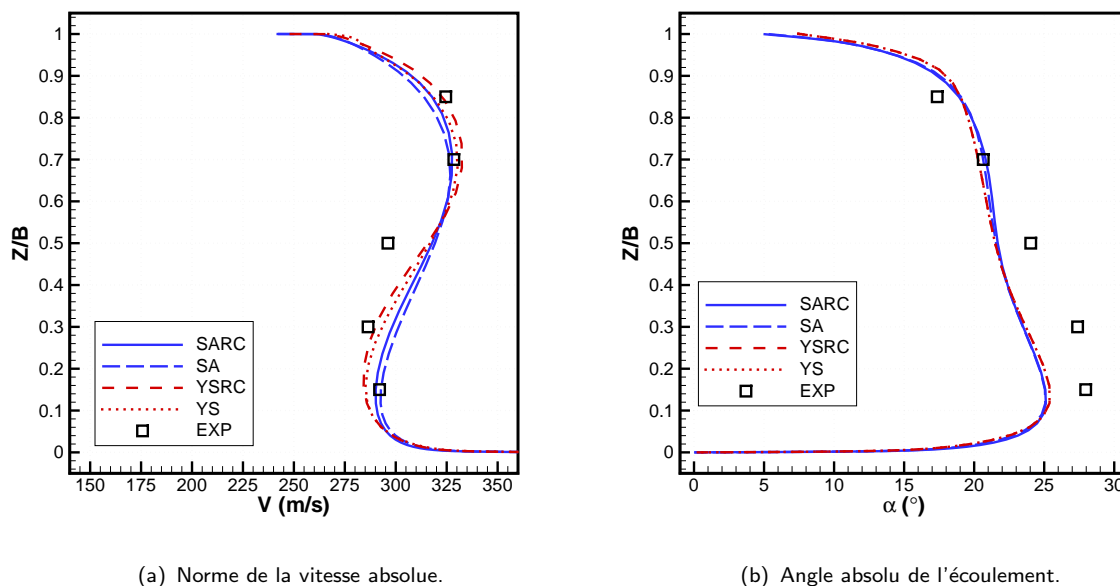 Z/B
1
0.9
0.8
0.7
0.6
0.5
0.4
0.3
0.2
0.1
0
SARC
SA
YSRC
YS
EXP
150 175 200 225 250 275 300 325 350
V (m/s)
(a) Norme de la vitesse absolue.
Z/B
1
0.9
0.8
0.7
0.6
0.5
0.4
0.3
0.2
0.1
0
SARC
SA
YSRC
YS
EXP
0 5 10 15 20 25 30
α (°)
(b) Angle absolu de l'écoulement.